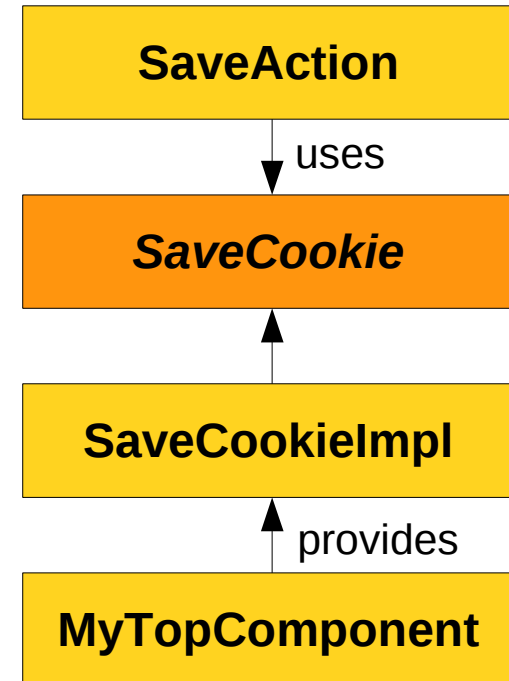 SaveAction
uses
SaveCookie
SaveCookieImpl
provides
MyTopComponent